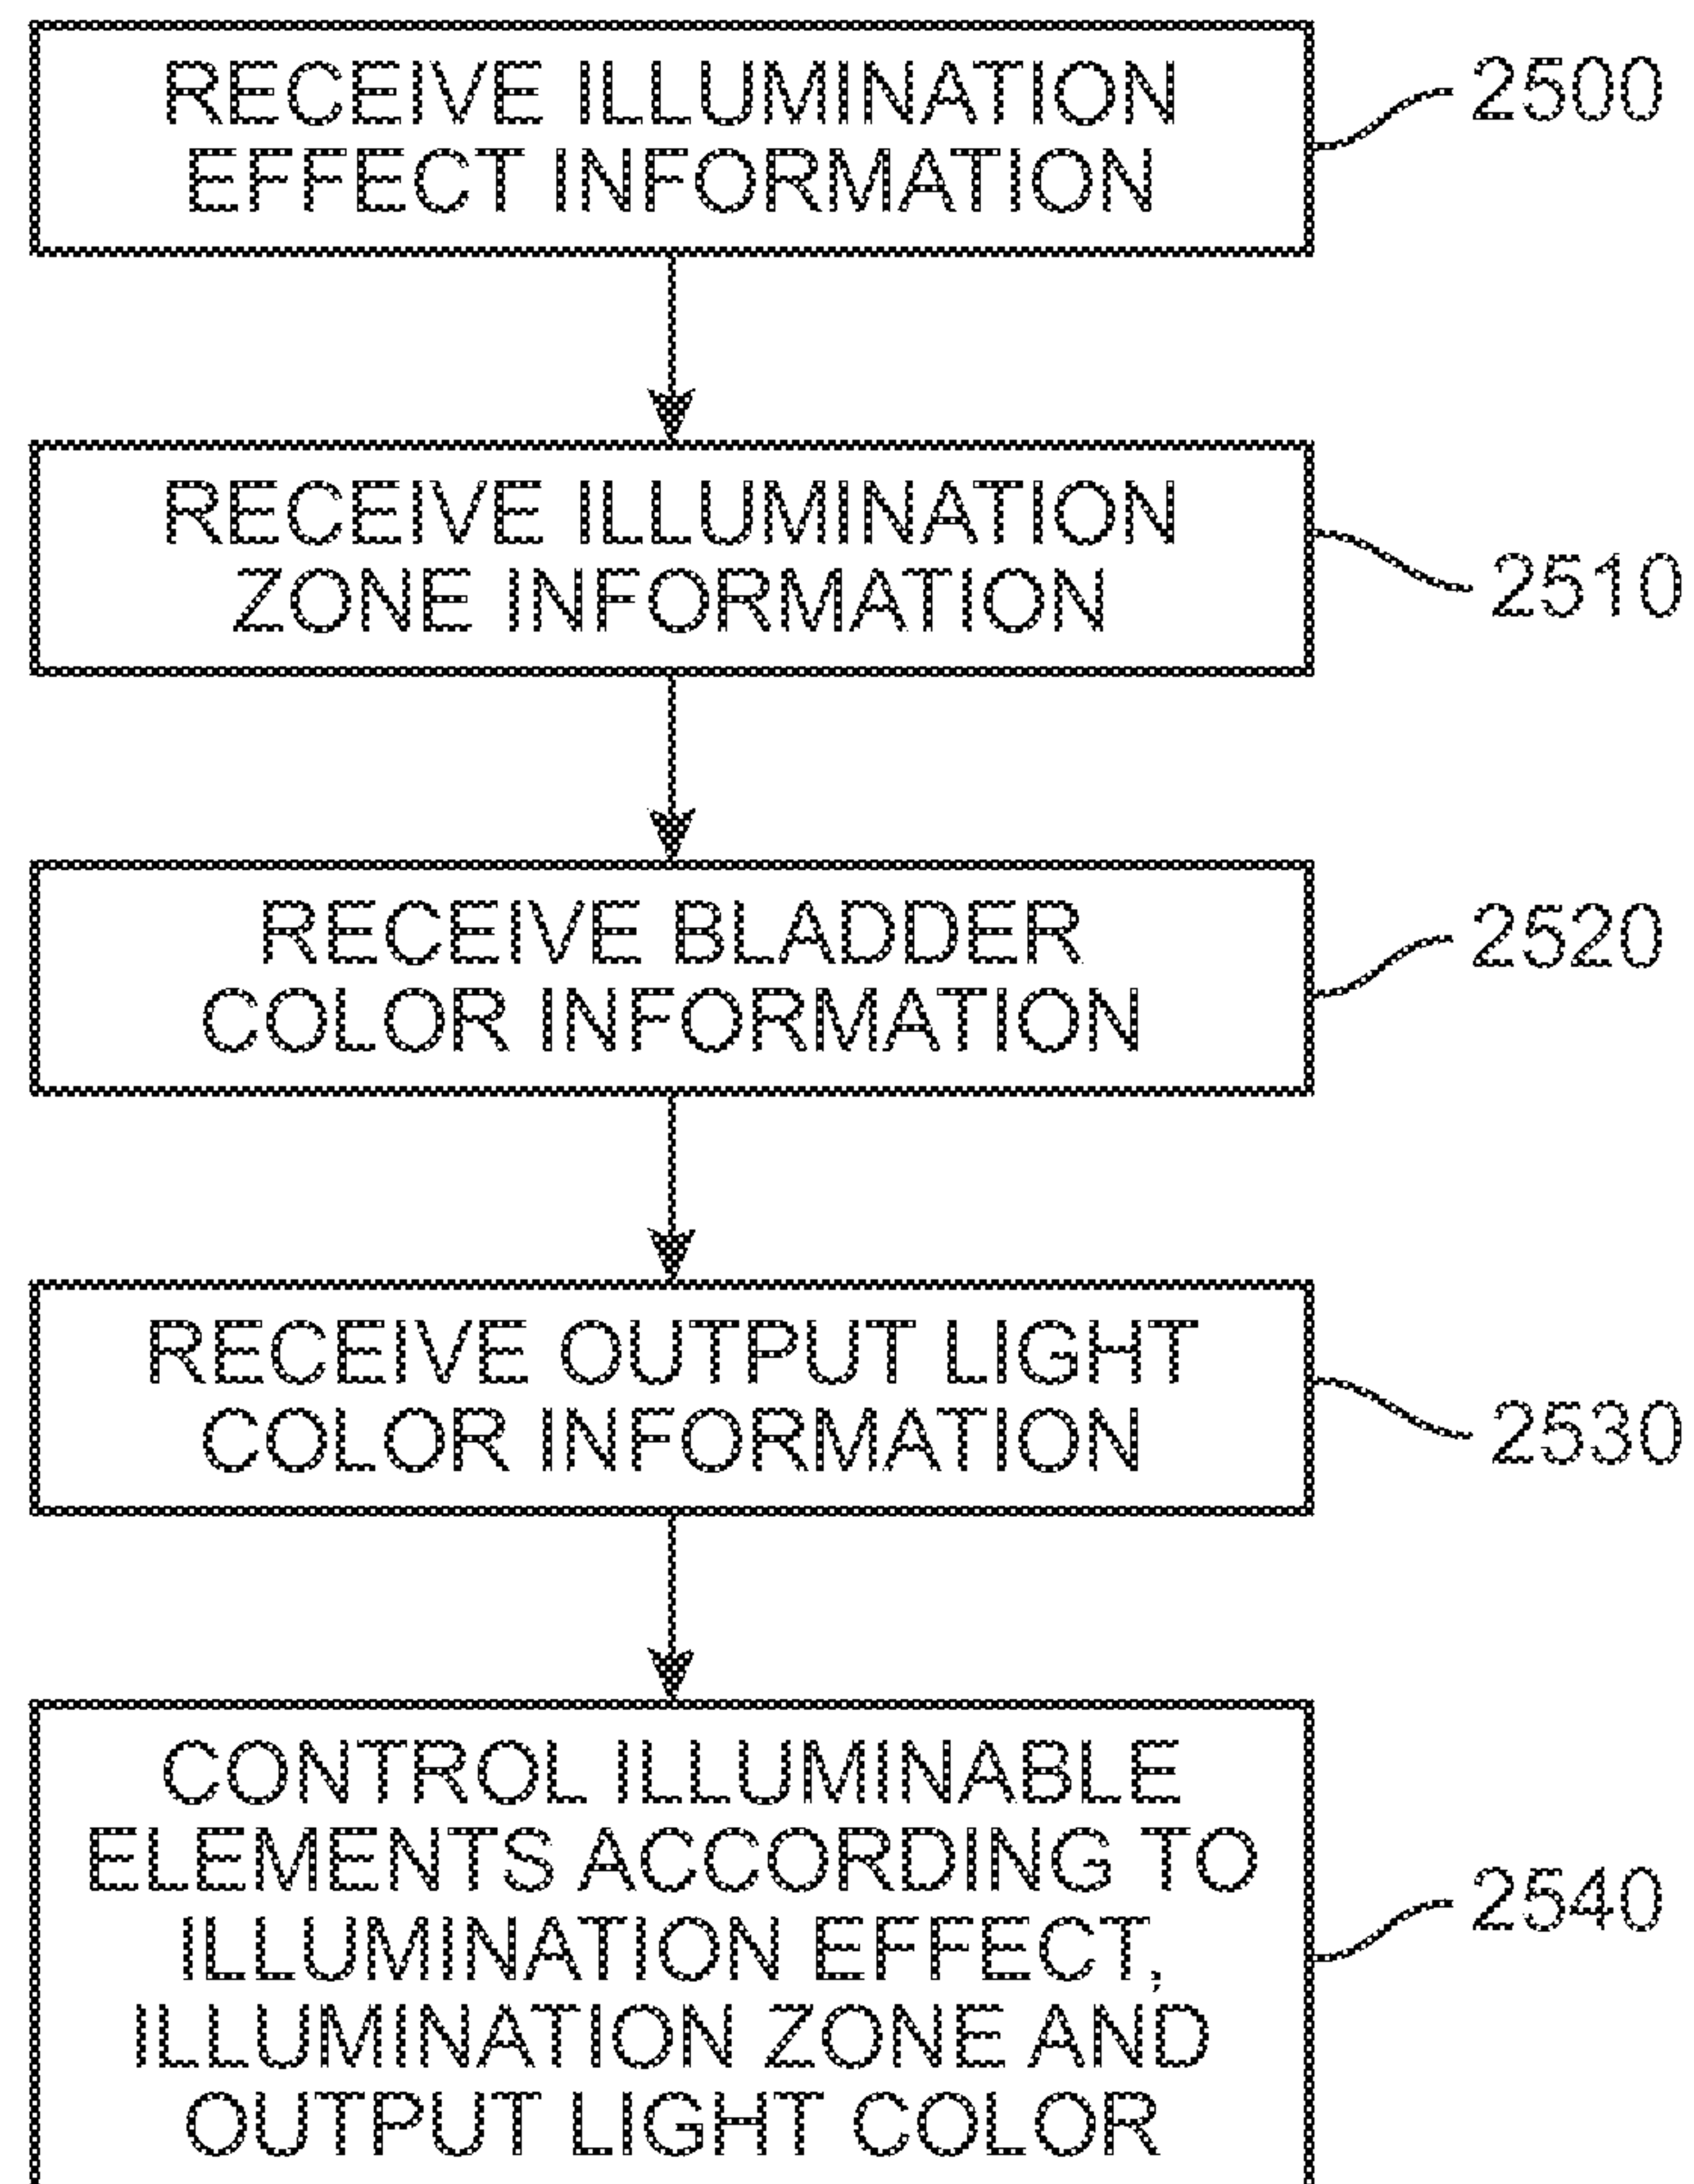 RECEIVE ILLUMINATION
EFFECT INFORMATION
2500
RECEIVE ILLUMINATION
ZONE INFORMATION
2510
RECEIVE BLADDER
COLOR INFORMATION
2520
RECEIVE OUTPUT LIGHT
COLOR INFORMATION
2530
CONTROL ILLUMINABLE
ELEMENTS ACCORDING TO
ILLUMINATION EFFECT,
ILLUMINATION ZONE AND
OUTPUT LIGHT COLOR
2540